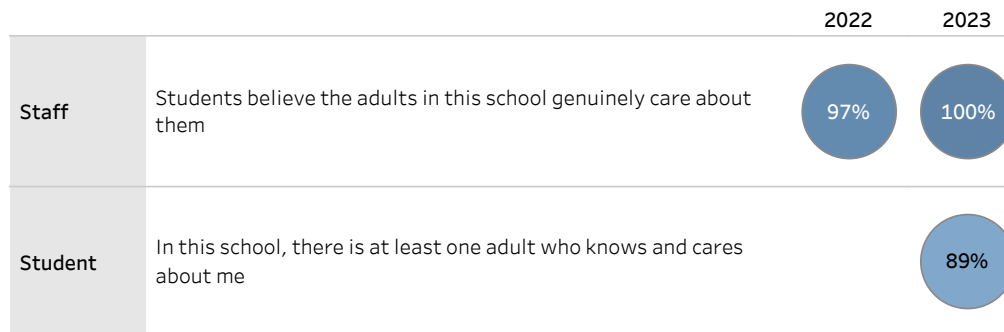 2022 2023
Staff
Students believe the adults in this school genuinely care about
them
97% 100%
Student
In this school, there is at least one adult who knows and cares
about me
89%